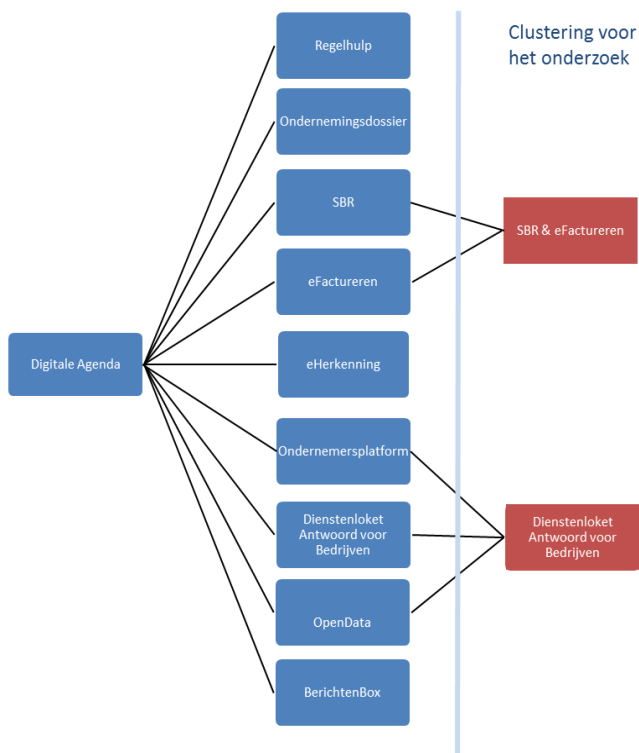 Clustering voor
het onderzoek
Regelhulp
Ondernemingsdossier
SBR
SBR & eFactureren
eFactureren
Digitale Agenda
eHerkenning
Ondernemersplatform
Dienstenloket
Antwoord voor
Bedrijven
Dienstenloket
Antwoord voor
Bedrijven
OpenData
BerichtenBox